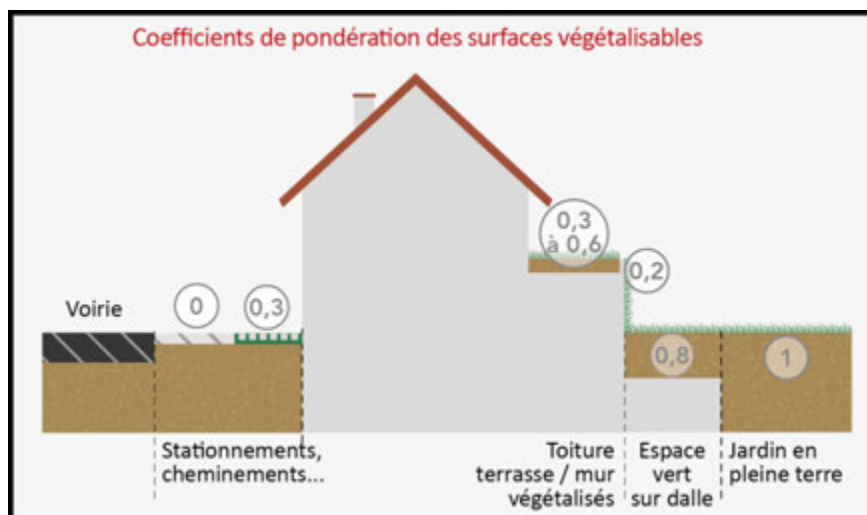 Coefficients de pondération des surfaces végétalisables
0,3
à 0,6
0,2
Voirie
0
0,3
0,8
1
Stationnements,
cheminements...
Toiture
terrasse / mur
végétalisés
Espace
vert
sur dalle
Jardin en
pleine terre